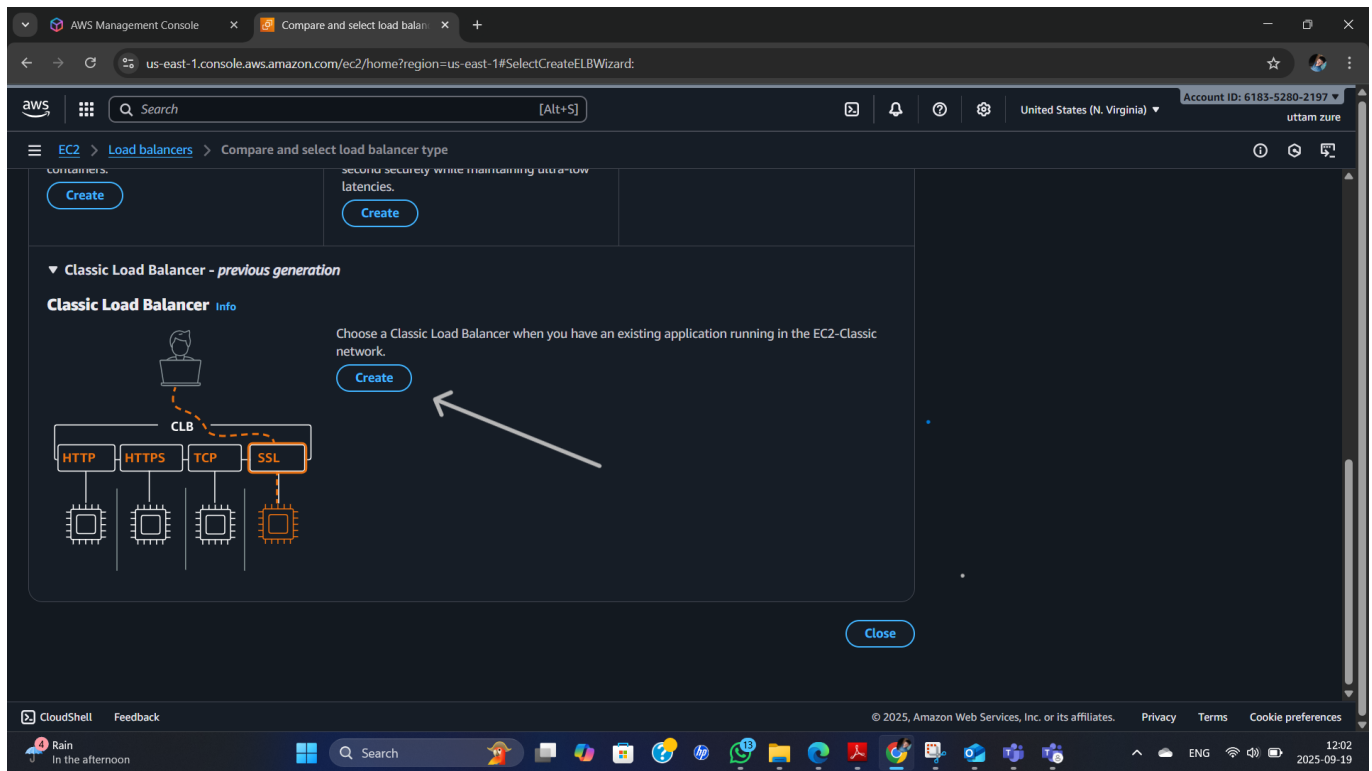 AWS Management Console
Compare and select load balan
us-east-1.console.aws.amazon.com/ec2/home?region=us-east-1#SelectCreateELBWizard:
aws
Search [Alt+S]
United States (N. Virginia)
Account ID: 6183-5280-2197
uttam zure
EC2 > Load balancers > Compare and select load balancer type
containers.
Create
second securely while maintaining ultra-low
latencies.
Create
Classic Load Balancer - previous generation
Classic Load Balancer Info
Choose a Classic Load Balancer when you have an existing application running in the EC2-Classic
network.
Create
CLB
HTTP HTTPS TCP SSL
Close
CloudShell Feedback © 2025, Amazon Web Services, Inc. or its affiliates. Privacy Terms Cookie preferences
4
Rain
In the afternoon
Search
hp
13
ENG
12:02
2025-09-19